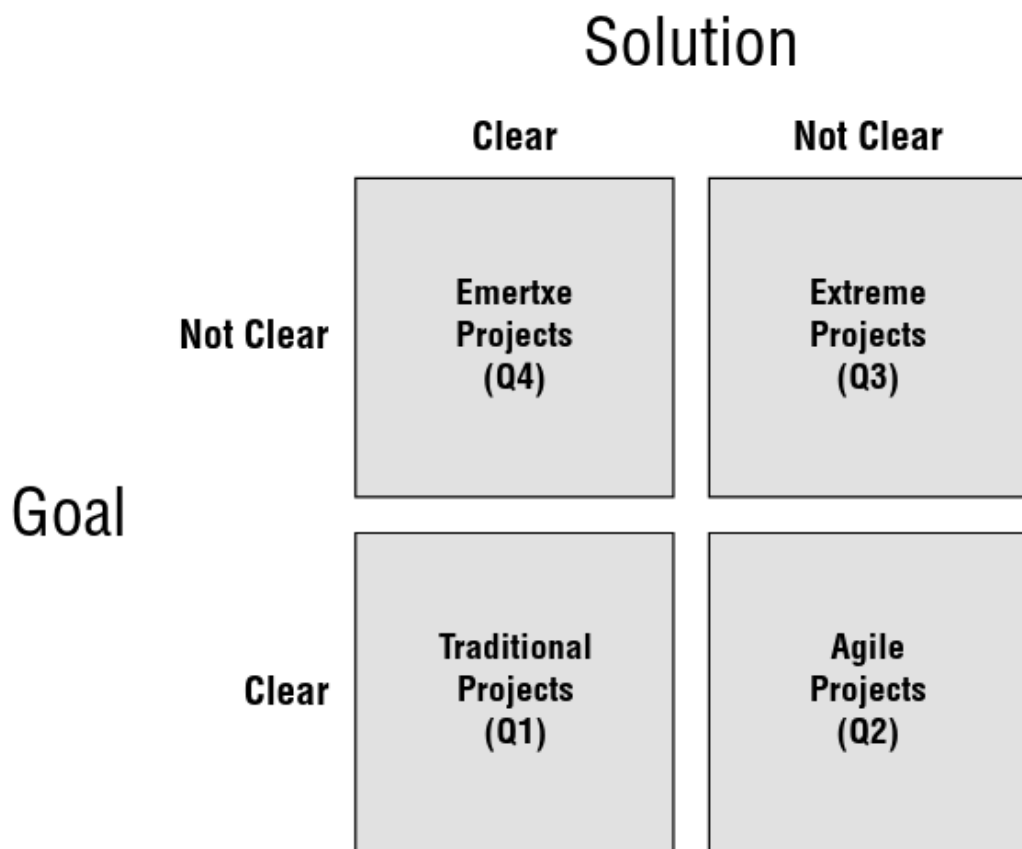 Solution
Clear
Not Clear
Not Clear
Emertxe
Projects
(Q4)
Extreme
Projects
(Q3)
Goal
Clear
Traditional
Projects
(Q1)
Agile
Projects
(Q2)